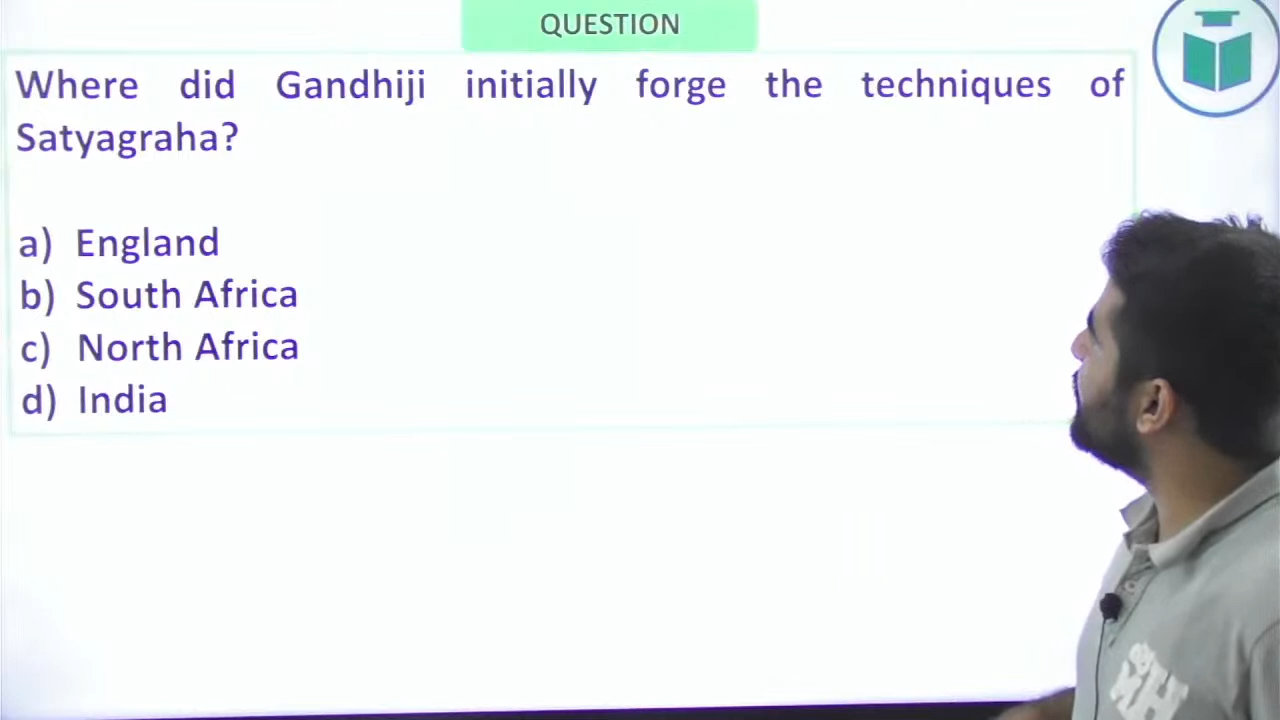 QUESTION
Where did Gandhiji initially forge the techniques of
Satyagraha?
a) England
b) South Africa
c) North Africa
d) India